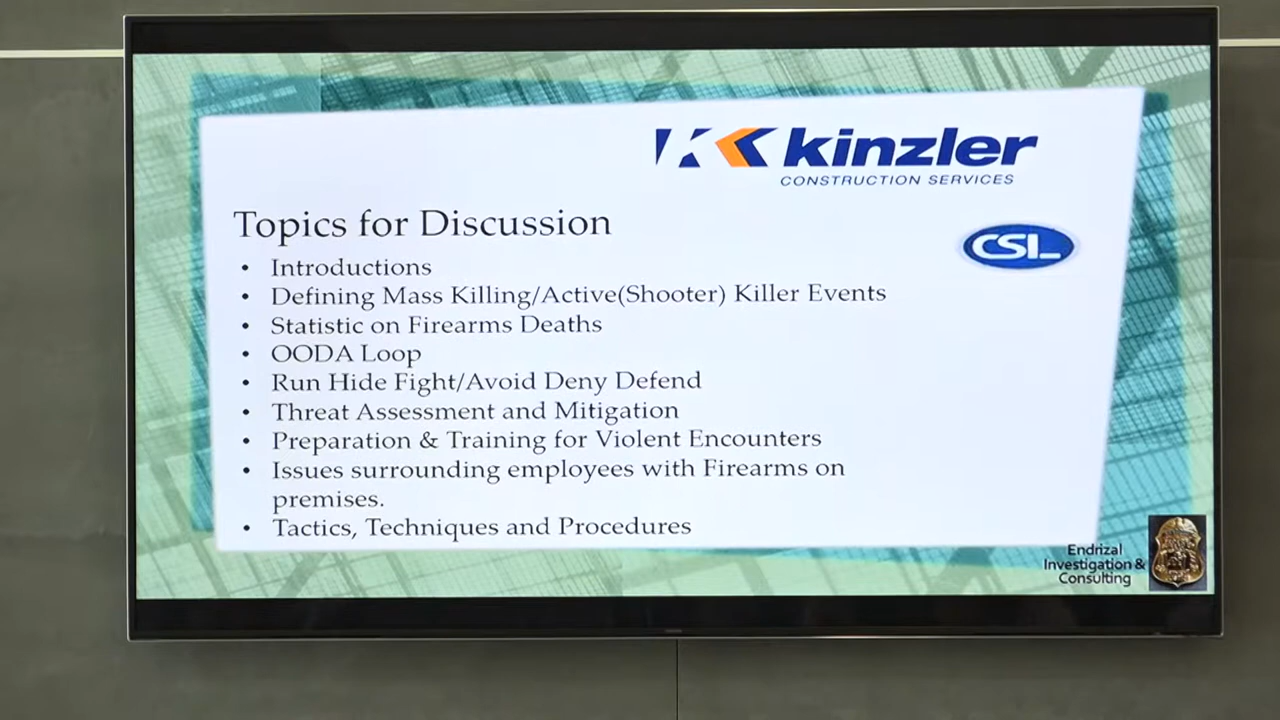 kinzler
CONSTRUCTION SERVICES
CSL
Topics for Discussion
• Introductions
• Defining Mass Killing/Active(Shooter) Killer Events
• Statistic on Firearms Deaths
• OODA Loop
• Run Hide Fight/Avoid Deny Defend
• Threat Assessment and Mitigation
• Preparation & Training for Violent Encounters
• Issues surrounding employees with Firearms on
premises.
• Tactics, Techniques and Procedures
Endrizal
Investigation &
Consulting